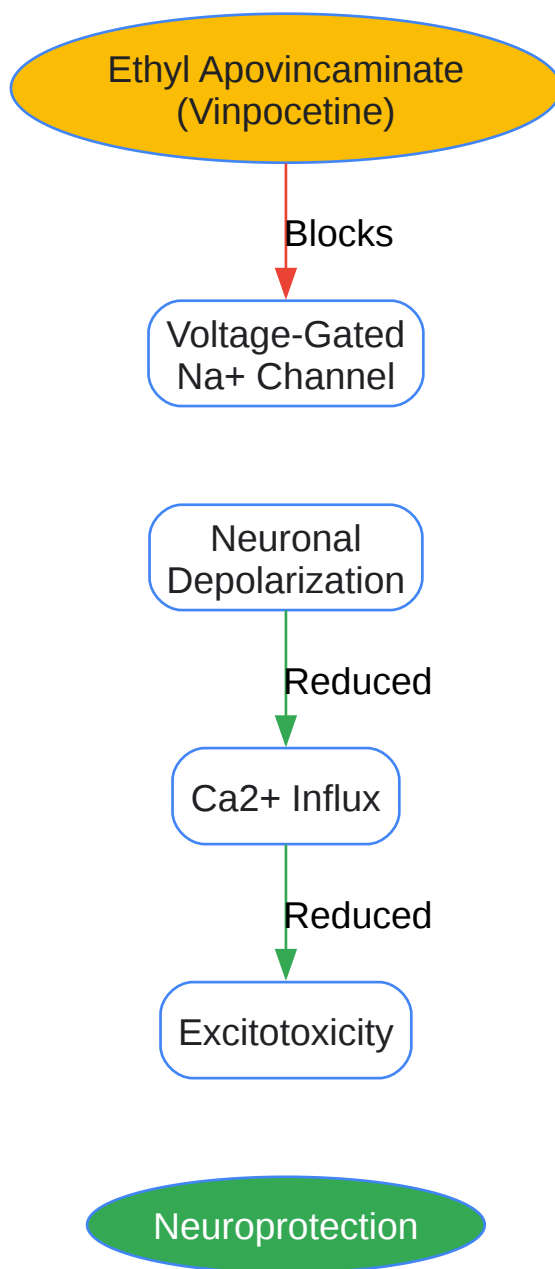 Ethyl Apovincaminate
(Vinpocetine)
Blocks
Voltage-Gated
Na+ Channel
Neuronal
Depolarization
Reduced
Ca2+ Influx
Reduced
Excitotoxicity
Neuroprotection